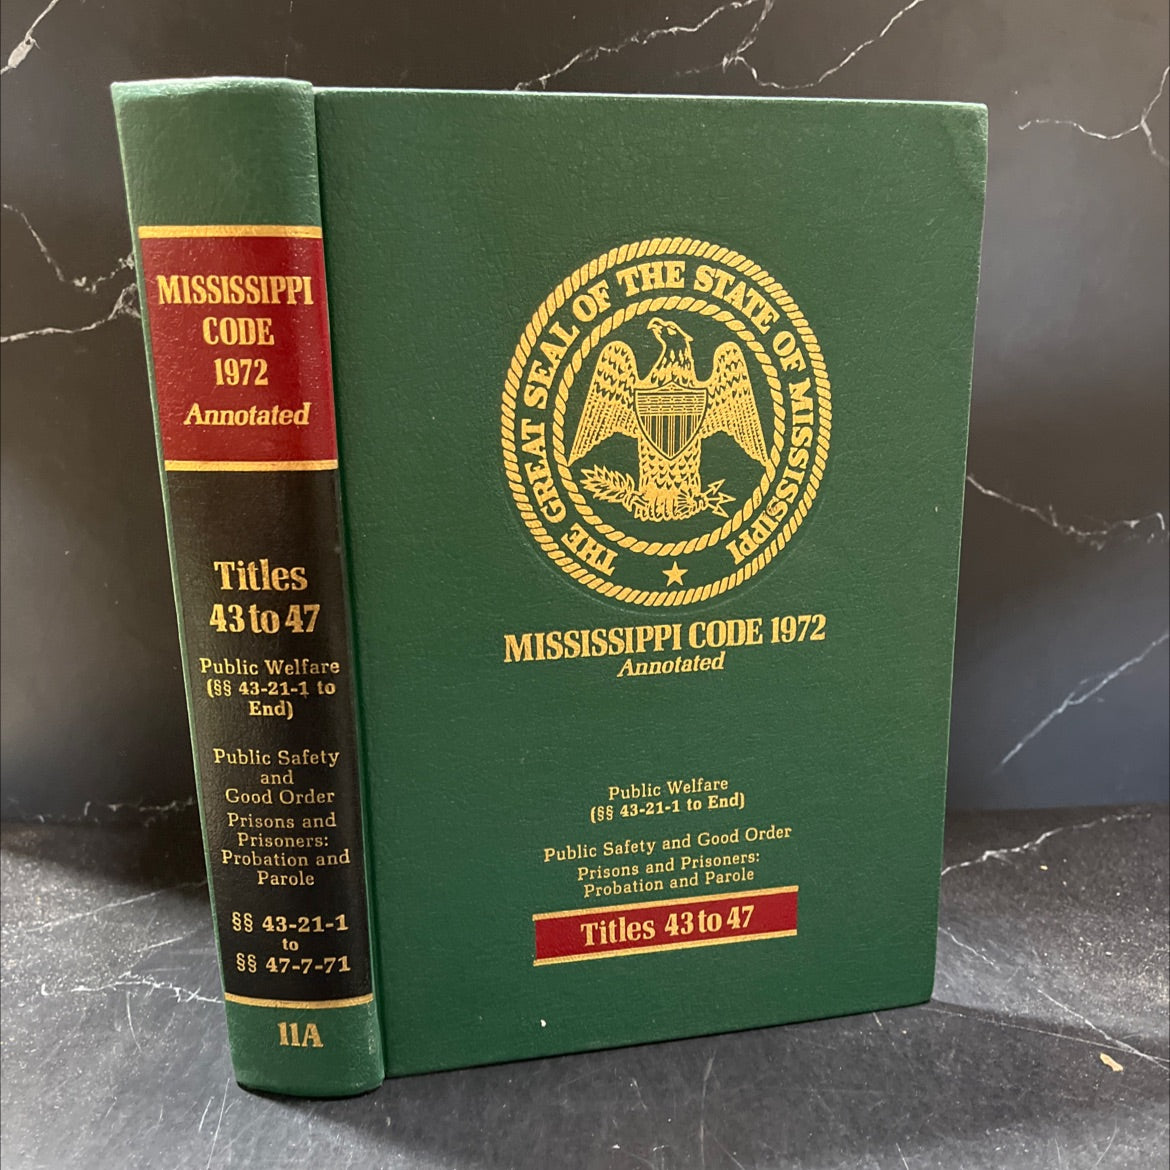 MISSISSIPPI
CODE
1972
Annotated
Titles
43 to 47
Public Welfare
(§§ 43-21-1 to
End)
Public Safety
and
Good Order
Prisons and
Prisoners:
Probation and
Parole
§§ 43-21-1
to
§§ 47-7-71
11A
THE GREAT SEAL OF THE STATE OF MISSISSIPPI
MISSISSIPPI CODE 1972
Annotated
Public Welfare
(§§ 43-21-1 to End)
Public Safety and Good Order
Prisons and Prisoners:
Probation and Parole
Titles 43 to 47